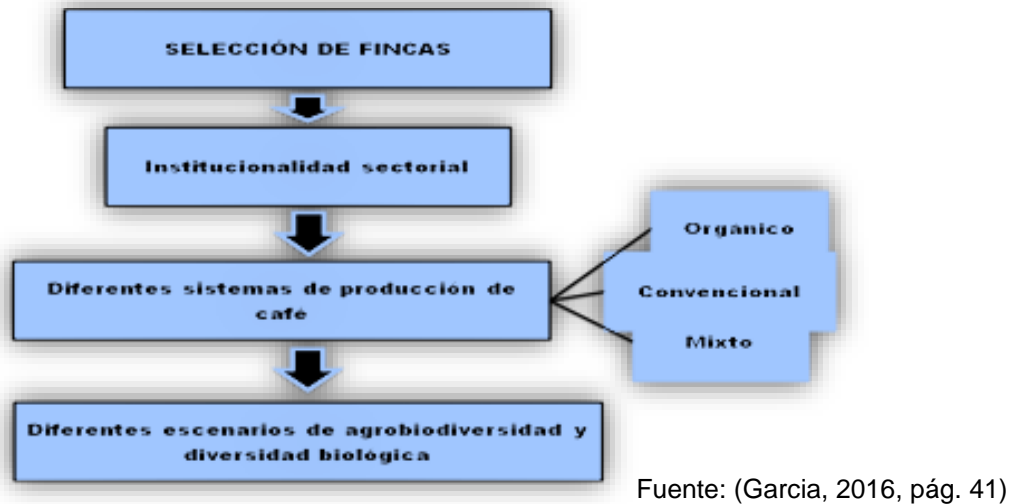 SELECCIÓN DE FINCAS
Institucionalidad sectorial
Diferentes sistemas de producción de
café
Organico
Convencional
Mixto
Diferentes escenarios de agrobiodiversidad y
diversidad biológica
Fuente: (Garcia, 2016, pág. 41)